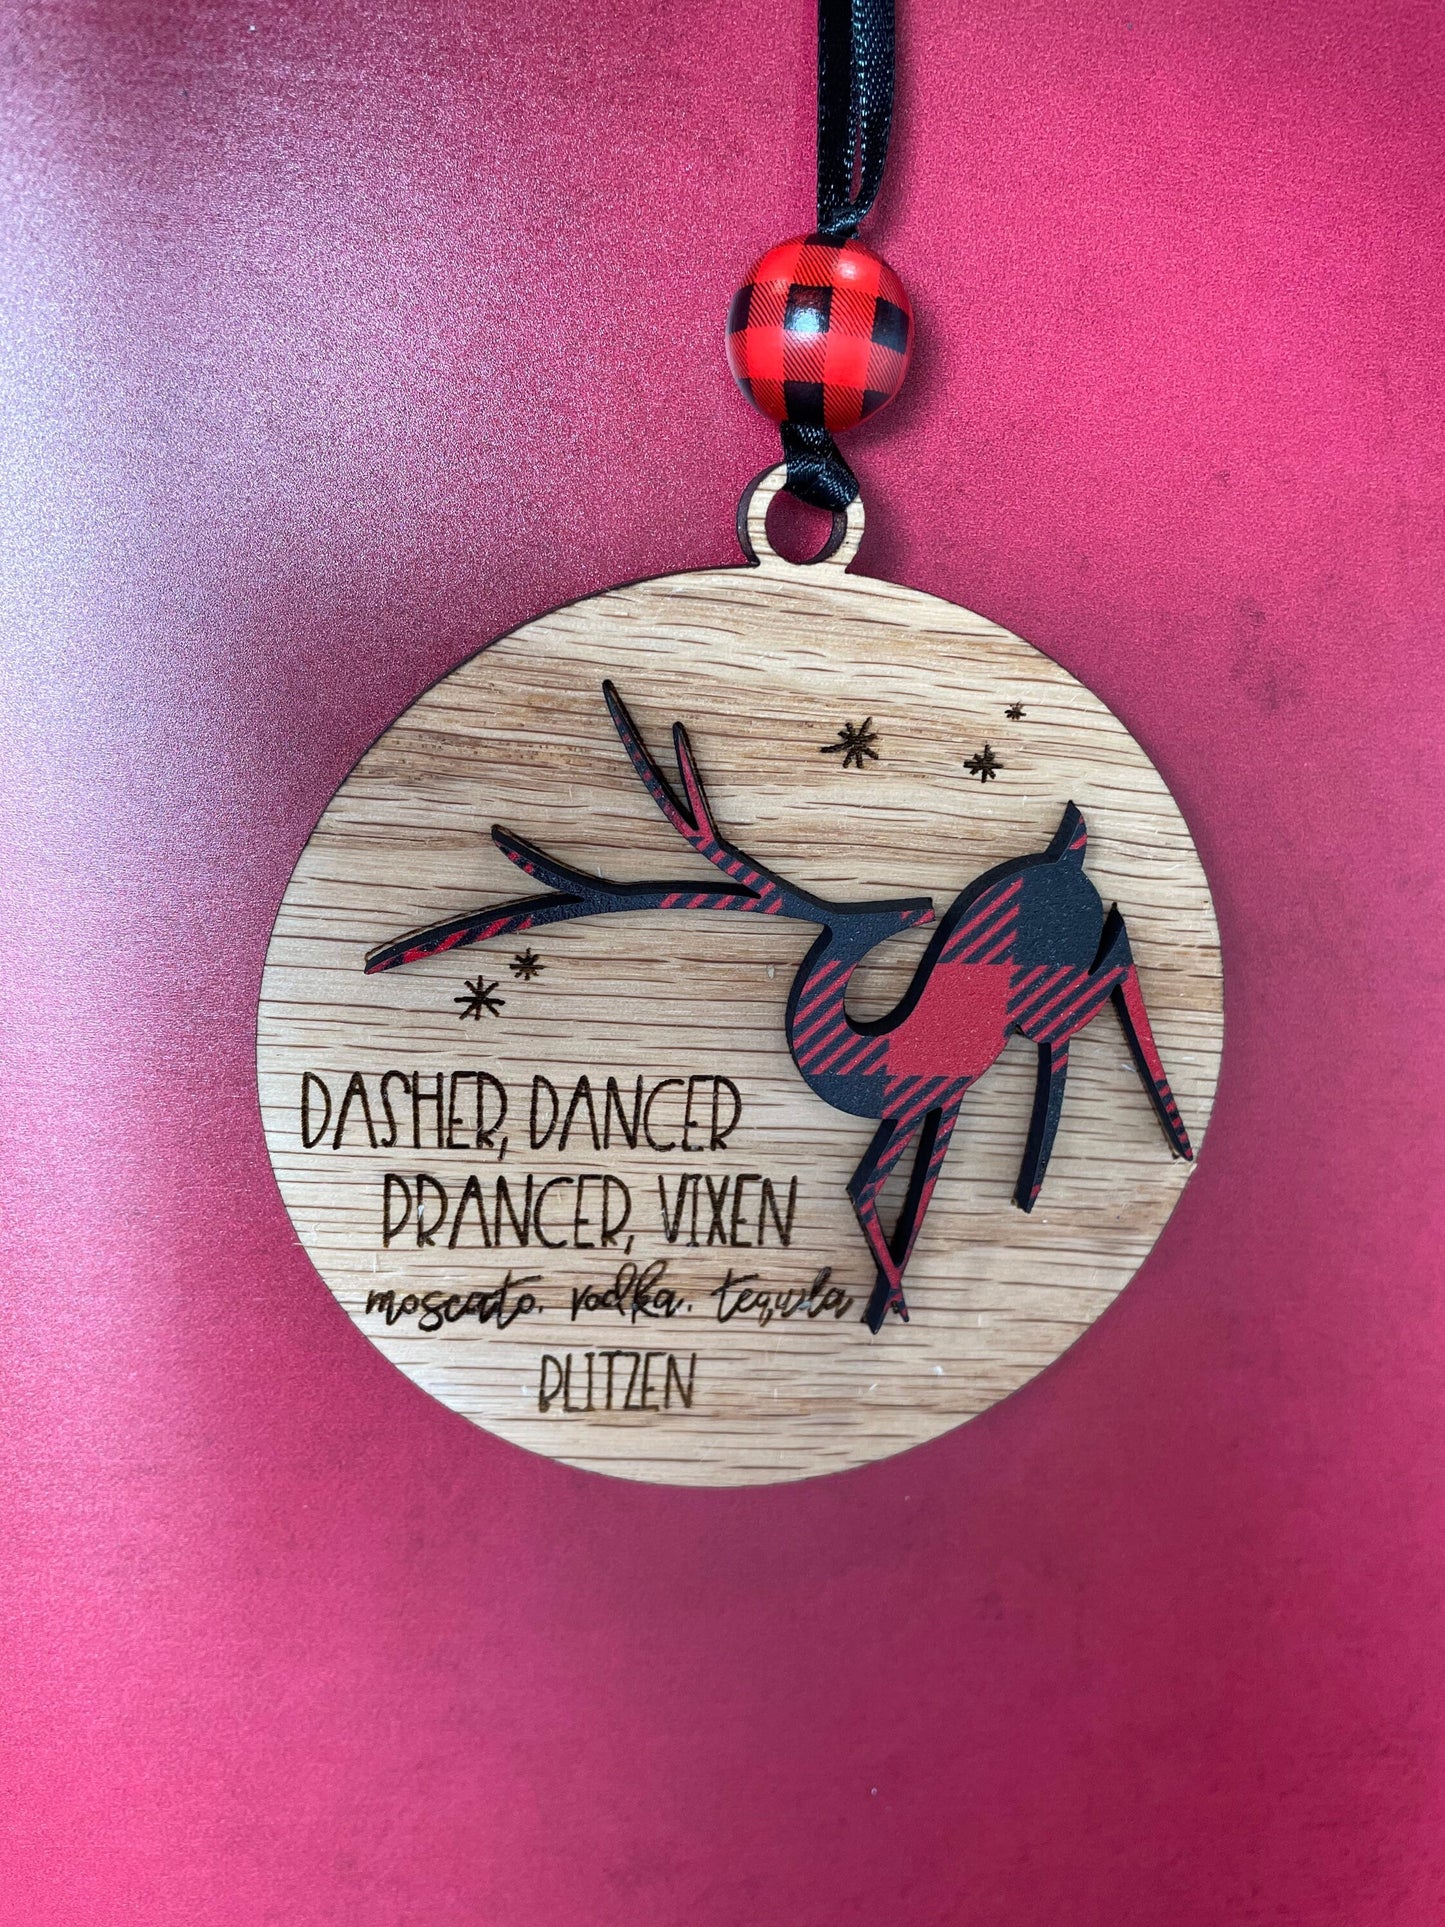 DASHER, DANCER
PRANCER, VIXEN
moscato. vodka. tequila
BLITZEN